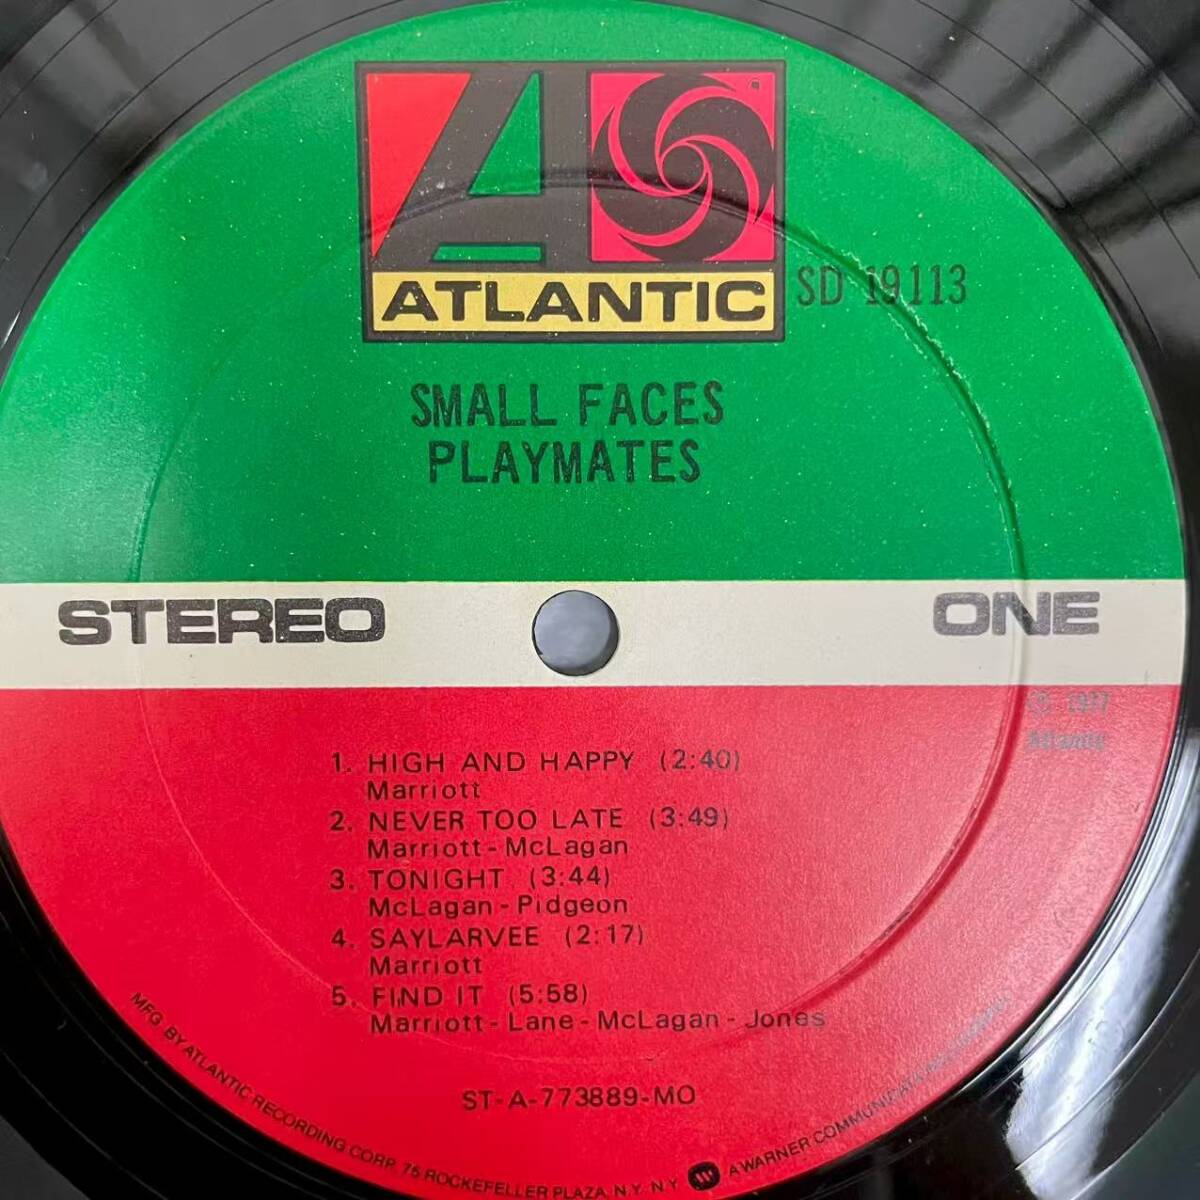 ATLANTIC
SD 19113
SMALL FACES
PLAYMATES
STEREO
ONE
Ⓟ 1977
Atlantic
1. HIGH AND HAPPY (2:40)
Marriott
2. NEVER TOO LATE (3:49)
Marriott-McLagan
3. TONIGHT (3:44)
McLagan-Pidgeon
4. SAYLARVEE (2:17)
Marriott
5. FIND IT (5:58)
Marriott-Lane-McLagan-Jones
ST-A-773889-MO
MFG BY ATLANTIC RECORDING CORP, 75 ROCKEFELLER PLAZA, N.Y. N.Y. A WARNER COMMUNICATIONS COMPANY